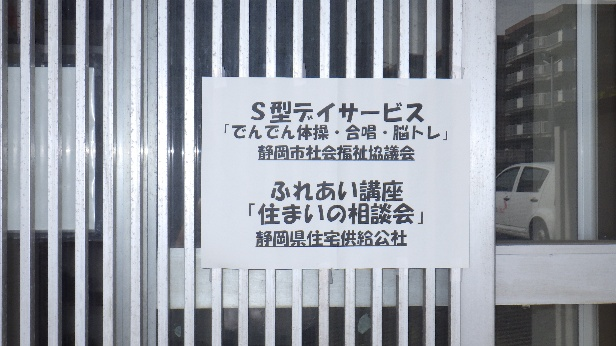 S型デイサービス
「でんでん体操・合唱・脳トレ」
静岡市社会福祉協議会
ふれあい講座
「住まいの相談会」
静岡県住宅供給公社